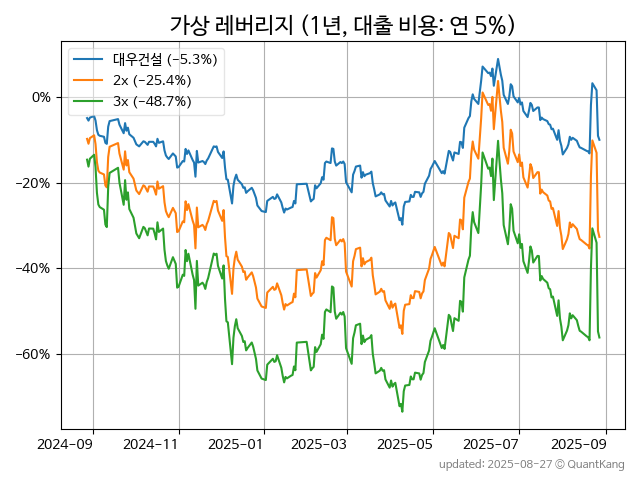 가상 레버리지 (1년, 대출 비용: 연 5%)
대우건설 (−5.3%)
2x (−25.4%)
3x (−48.7%)
0%
−20%
−40%
−60%
2024-09 2024-11 2025-01 2025-03 2025-05 2025-07 2025-09
updated: 2025-08-27 © QuantKang